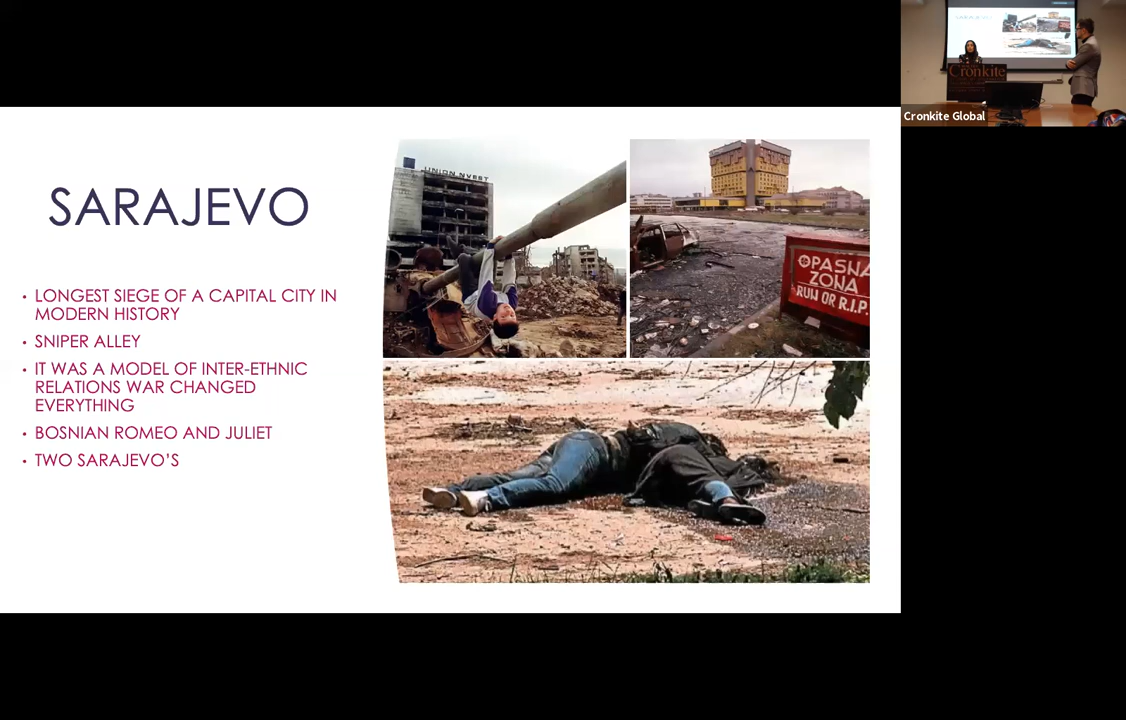 SARAJEVO
• LONGEST SIEGE OF A CAPITAL CITY IN
MODERN HISTORY
• SNIPER ALLEY
• IT WAS A MODEL OF INTER-ETHNIC
RELATIONS WAR CHANGED
EVERYTHING
• BOSNIAN ROMEO AND JULIET
• TWO SARAJEVO'S
UNION NVEST
OPASNA
ZONA
RUN OR R.I.P.
Cronkite
Cronkite Global